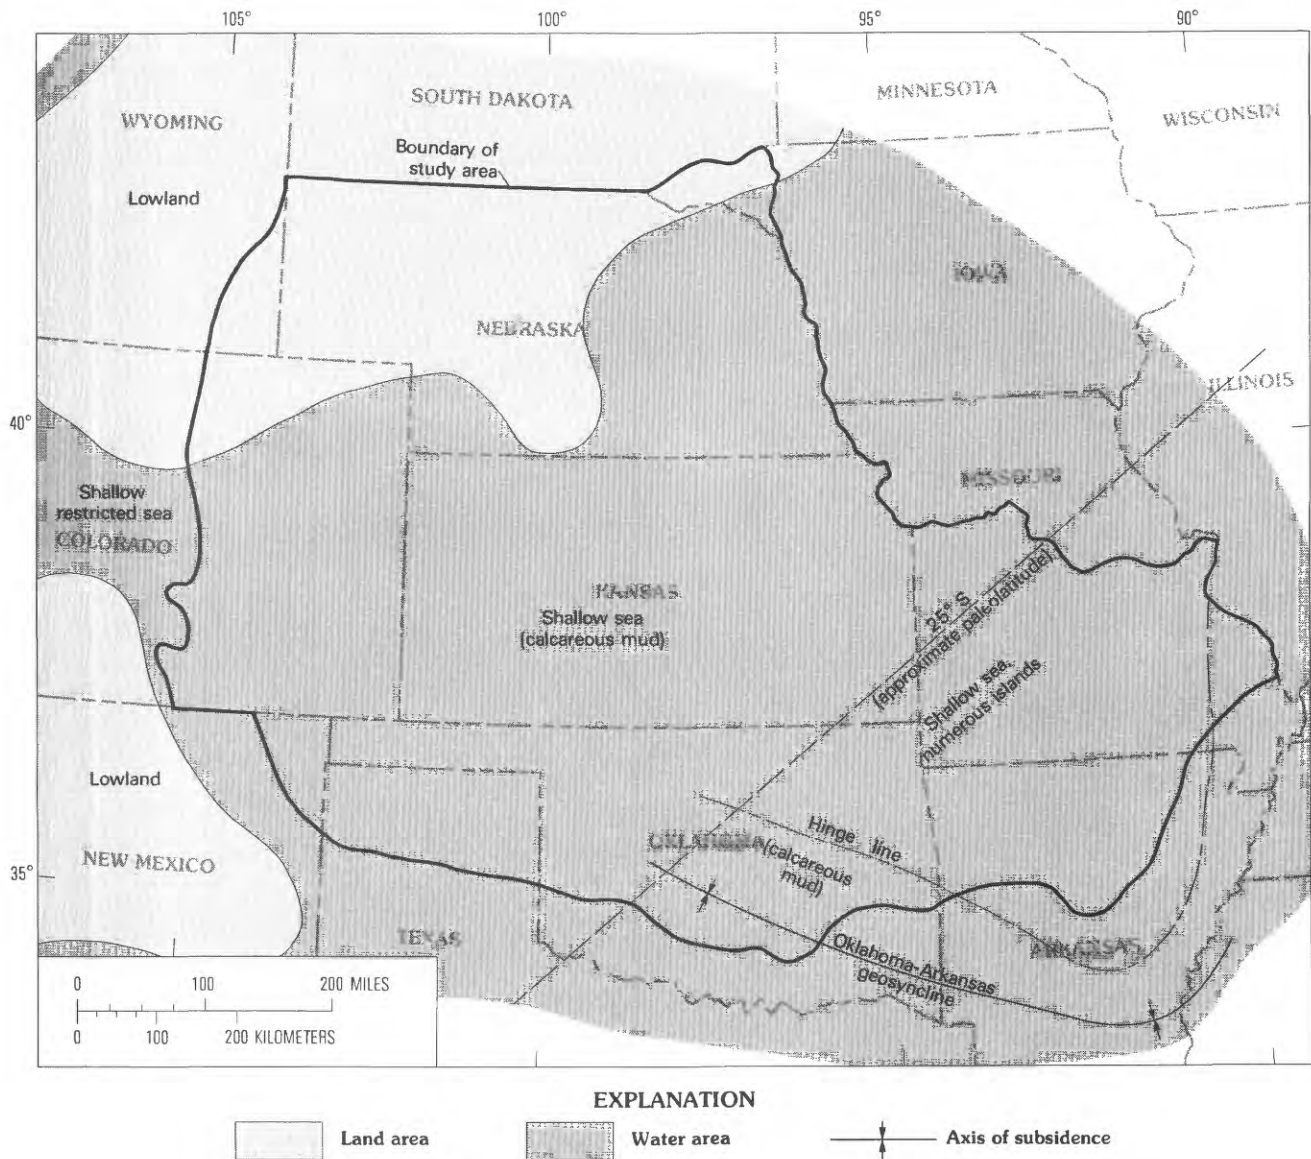 105° 100° 95° 90°
SOUTH DAKOTA
MINNESOTA
WYOMING
WISCONSIN
Boundary of
study area
Lowland
IOWA
NEBRASKA
ILLINOIS
40°
MISSOURI
Shallow
restricted sea
COLORADO
KANSAS
Shallow sea
(calcareous mud)
25° S
(approximate paleolatitude)
Shallow sea,
numerous islands
Lowland
Hinge line
OKLAHOMA
(calcareous
mud)
NEW MEXICO
35°
TEXAS
ARKANSAS
Oklahoma-Arkansas
geosyncline
0 100 200 MILES
0 100 200 KILOMETERS
EXPLANATION
Land area
Water area
Axis of subsidence